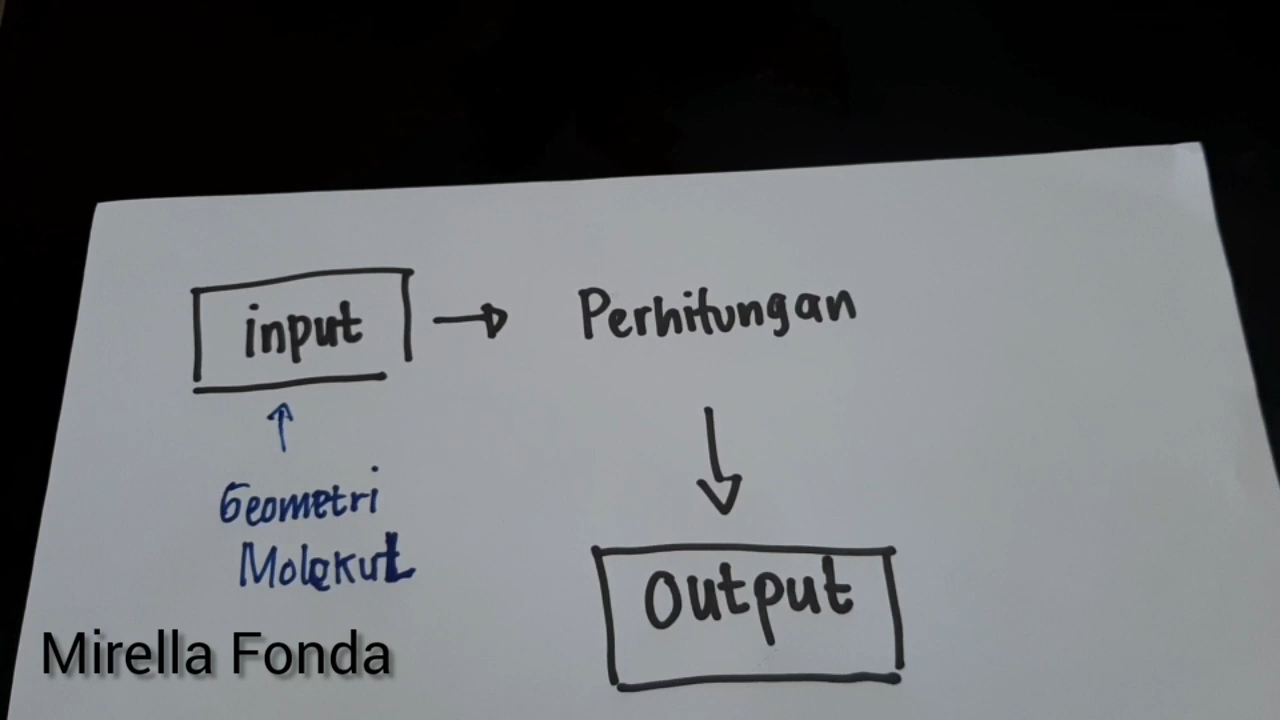 input
Perhitungan
Geometri
Molekul
Output
Mirella Fonda